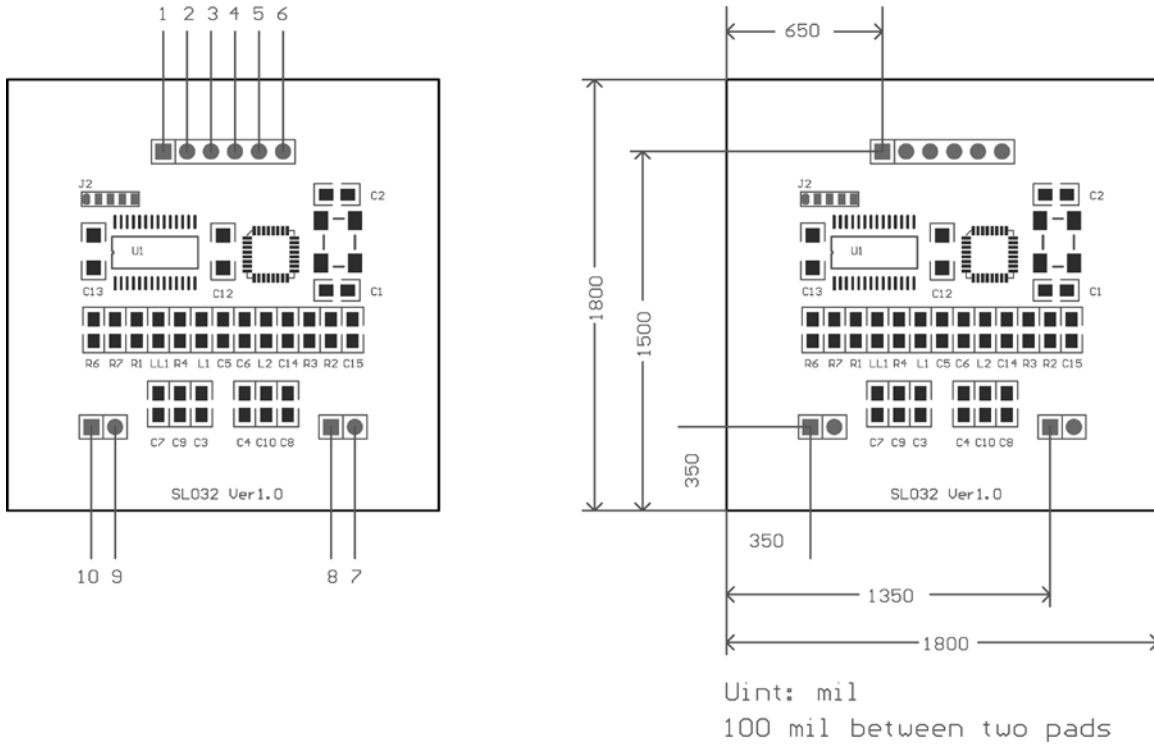 1 2 3 4 5 6
J2
C2
U1
C13
C12
C1
R6 R7 R1 LL1 R4 L1 C5 C6 L2 C14 R3 R2 C15
C7 C9 C3
C4 C10 C8
SL032 Ver1.0
10 9
8 7
650
1800
1500
J2
C2
U1
C13
C12
C1
R6 R7 R1 LL1 R4 L1 C5 C6 L2 C14 R3 R2 C15
C7 C9 C3
C4 C10 C8
350
SL032 Ver1.0
350
1350
1800
Uint: mil
100 mil between two pads